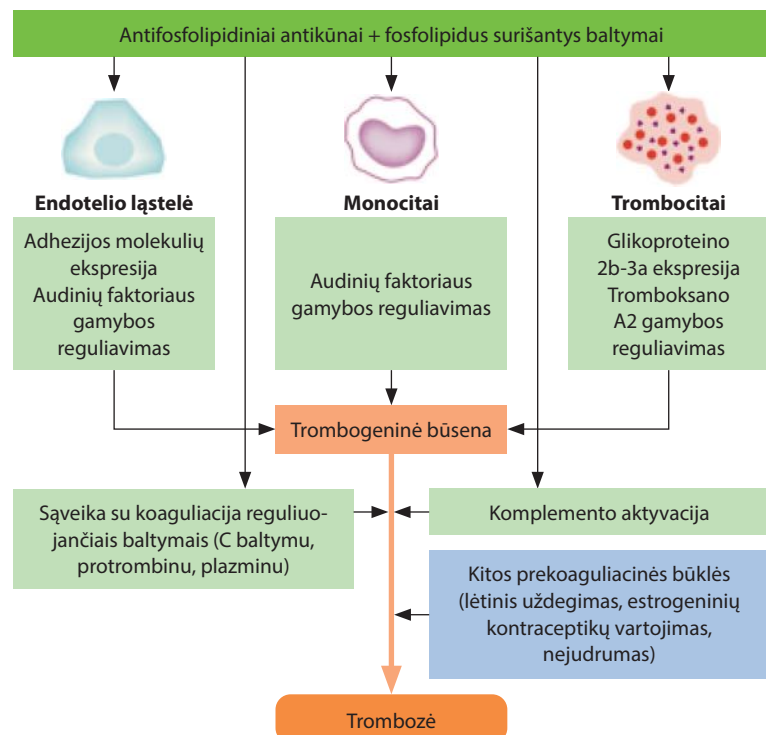 Antifosfolipidiniai antikūnai + fosfolipidus surišantys baltymai
Endotelio ląstelė
Adhezijos molekulių
ekspresija
Audinių faktoriaus
gamybos
reguliavimas
Monocitai
Audinių faktoriaus
gamybos reguliavimas
Trombocitai
Glikoproteino
2b-3a ekspresija
Tromboksano
A2 gamybos
reguliavimas
Trombogeninė būsena
Sąveika su koaguliacija reguliuo-
jančiais baltymais (C baltymu,
protrombinu, plazminu)
Komplemento aktyvacija
Kitos prekoaguliacinės būklės
(lėtinis uždegimas, estrogeninių
kontraceptikų vartojimas,
nejudrumas)
Trombozė